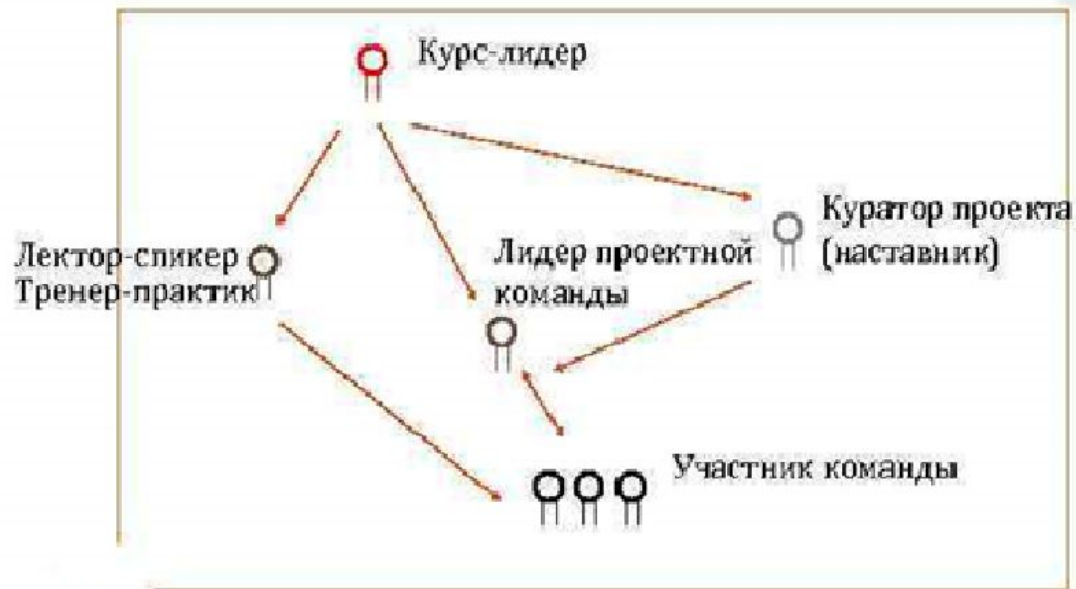 Курс-лидер
Куратор проекта
(наставник)
Лектор-спикер
Тренер-практик
Лидер проектной
команды
Участник команды